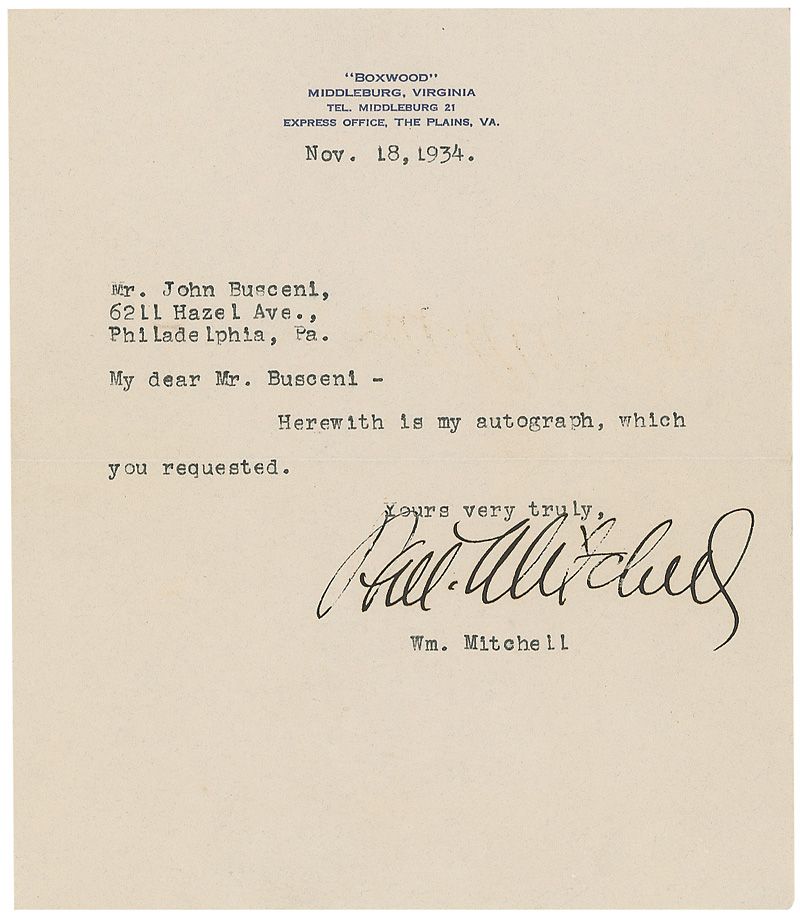 "BOXWOOD"
MIDDLEBURG, VIRGINIA
TEL. MIDDLEBURG 21
EXPRESS OFFICE, THE PLAINS, VA.
Nov. 18, 1934.
Mr. John Busceni,
6211 Hazel Ave.,
Philadelphia, Pa.
My dear Mr. Busceni -
Herewith is my autograph, which
you requested.
Yours very truly,
Wm. Mitchell
Wm. Mitchell